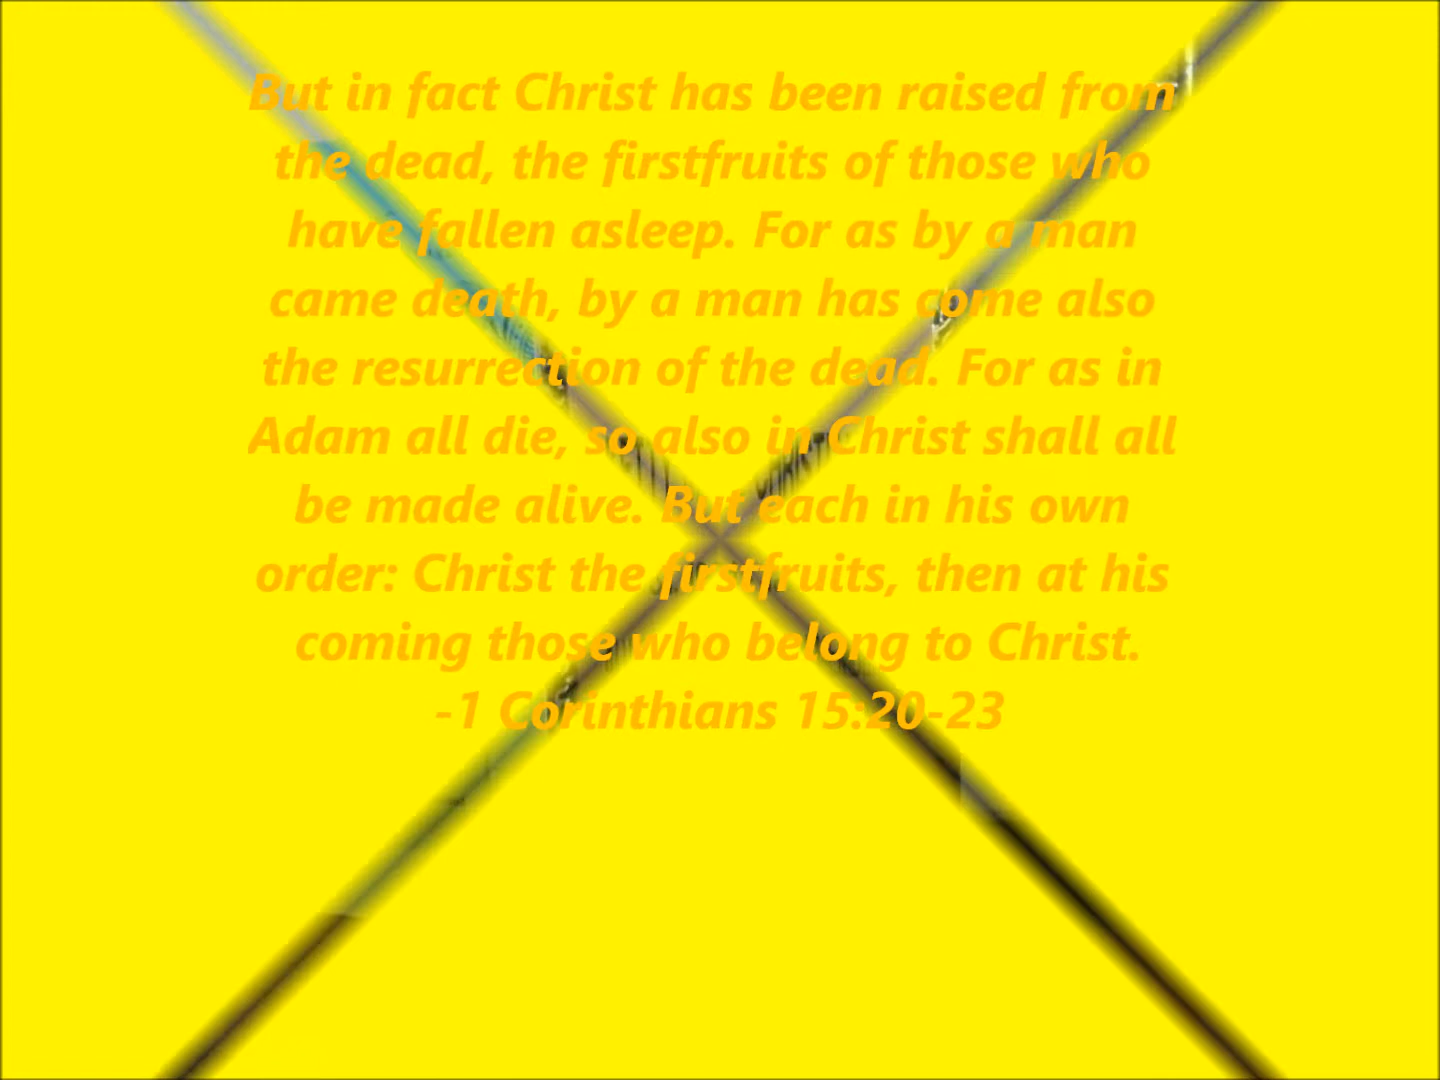 But in fact Christ has been raised from
the dead, the firstfruits of those who
have fallen asleep. For as by a man
came death, by a man has come also
the resurrection of the dead. For as in
Adam all die, so also in Christ shall all
be made alive. But each in his own
order: Christ the firstfruits, then at his
coming those who belong to Christ.
-1 Corinthians 15:20-23